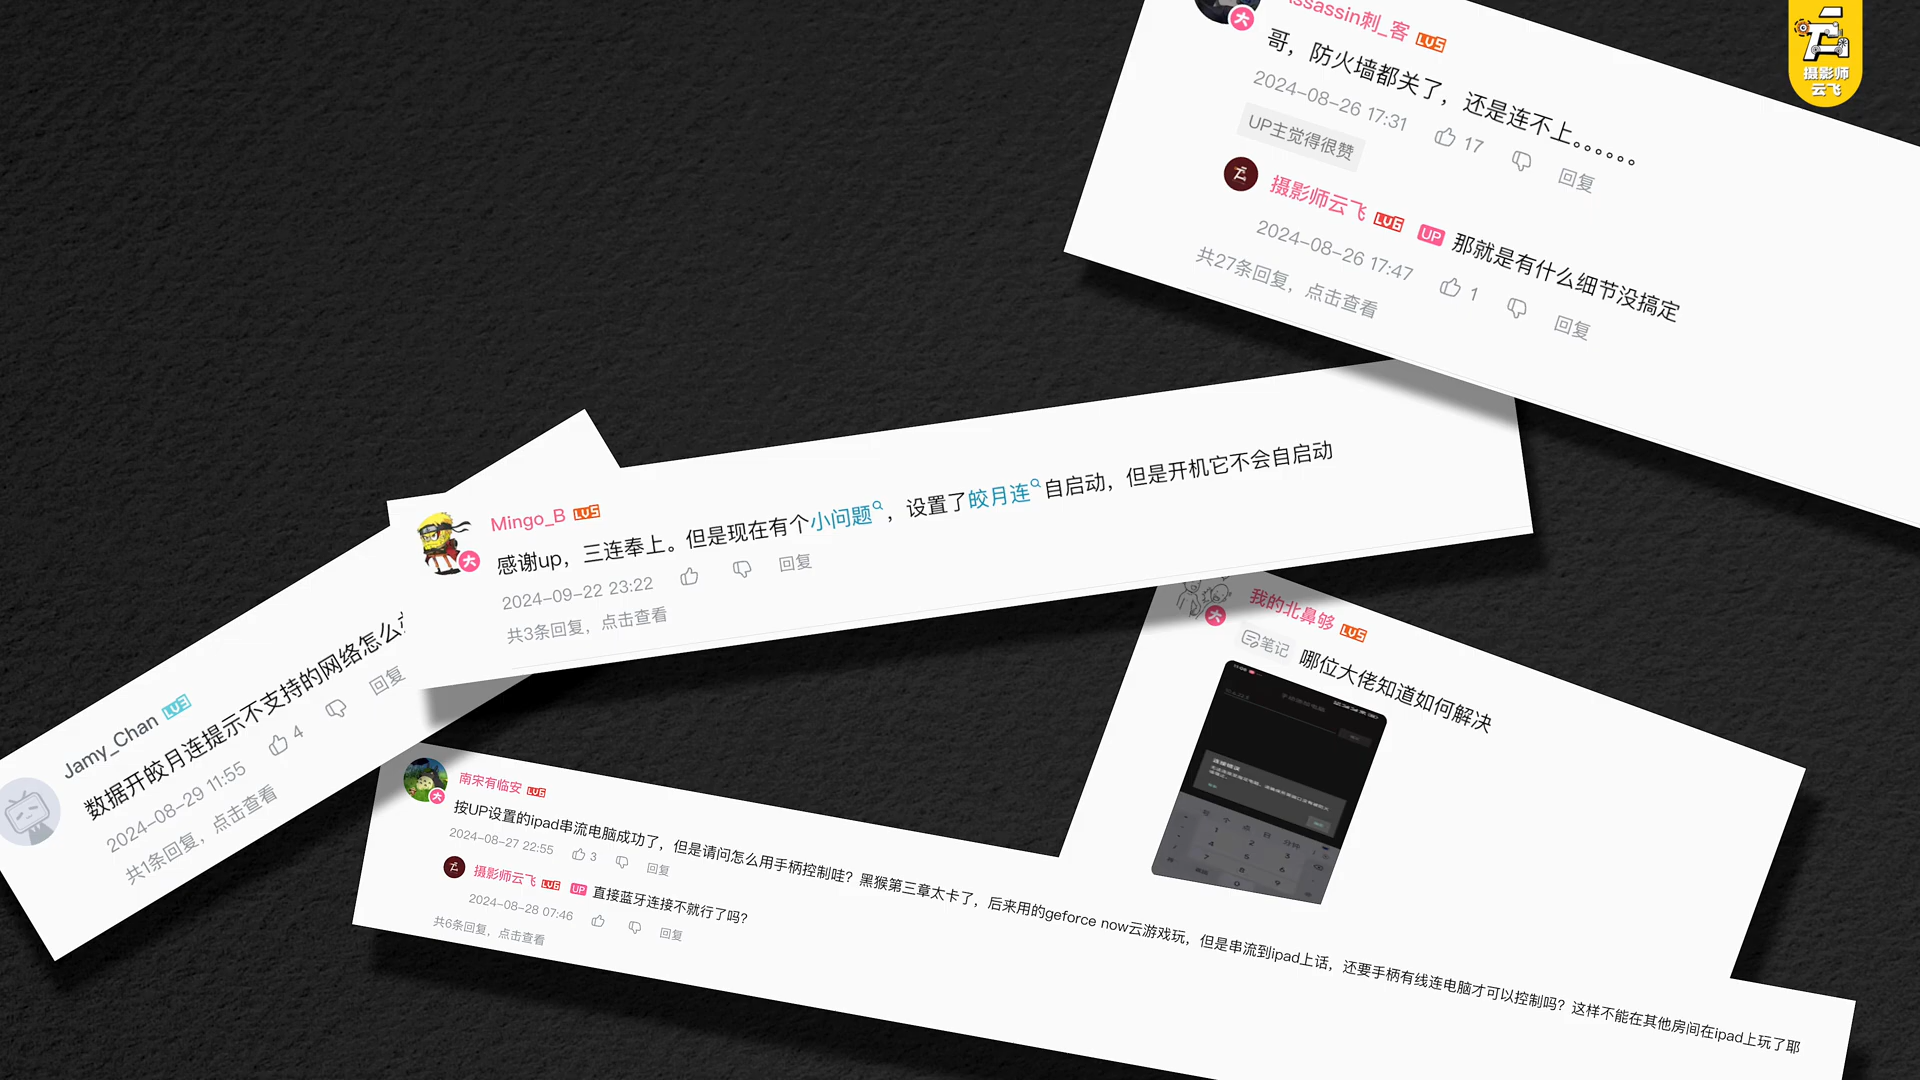 Assassin刺_客 LV5
哥，防火墙都关了，还是连不上。。。。。。
2024-08-26 17:31 17 回复
UP主觉得很赞
摄影师云飞 LV6 UP 那就是有什么细节没搞定
2024-08-26 17:47 1 回复
共27条回复，点击查看
摄影师
云飞
Mingo_B LV5
感谢up，三连奉上。但是现在有个小问题，设置了皎月连自启动，但是开机它不会自启动
2024-09-22 23:22 回复
共3条回复，点击查看
Jamy_Chan LV3
数据开皎月连提示不支持的网络怎么
2024-08-29 11:55 4 回复
共1条回复，点击查看
我的北鼻够 LV5
笔记 哪位大佬知道如何解决
连接错误
南宋有临安 LV6
按UP设置的ipad串流电脑成功了，但是请问怎么用手柄控制哇？黑猴第三章太卡了，后来用的geforce now云游戏玩，但是串流到ipad上话，还要手柄有线连电脑才可以控制吗？这样不能在其他房间在ipad上玩了耶
2024-08-27 22:55 3 回复
摄影师云飞 LV6 UP 直接蓝牙连接不就行了吗?
2024-08-28 07:46 回复
共6条回复，点击查看